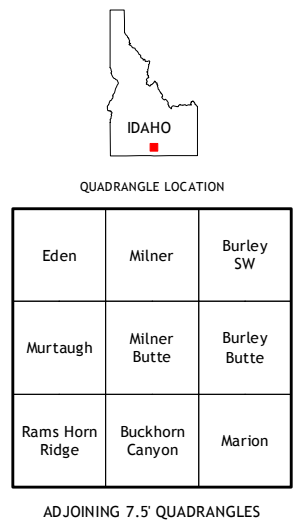 IDAHO
QUADRANGLE LOCATION
Eden
Milner
Burley
SW
Murtaugh
Milner
Butte
Burley
Butte
Rams Horn
Ridge
Buckhorn
Canyon
Marion
ADJOINING 7.5' QUADRANGLES